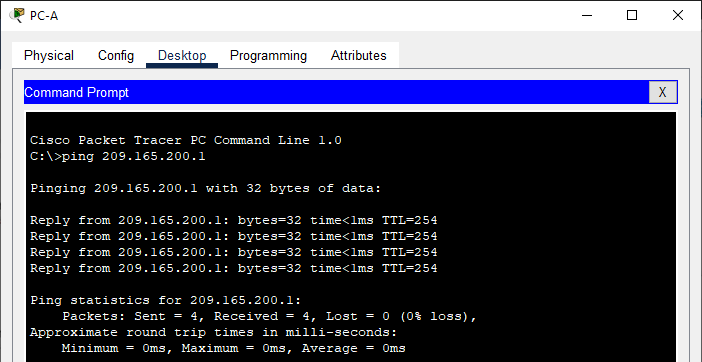 PC-A
Physical Config Desktop Programming Attributes
Command Prompt X
Cisco Packet Tracer PC Command Line 1.0
C:\>ping 209.165.200.1
Pinging 209.165.200.1 with 32 bytes of data:
Reply from 209.165.200.1: bytes=32 time<1ms TTL=254
Reply from 209.165.200.1: bytes=32 time<1ms TTL=254
Reply from 209.165.200.1: bytes=32 time<1ms TTL=254
Reply from 209.165.200.1: bytes=32 time<1ms TTL=254
Ping statistics for 209.165.200.1:
Packets: Sent = 4, Received = 4, Lost = 0 (0% loss),
Approximate round trip times in milli-seconds:
Minimum = 0ms, Maximum = 0ms, Average = 0ms